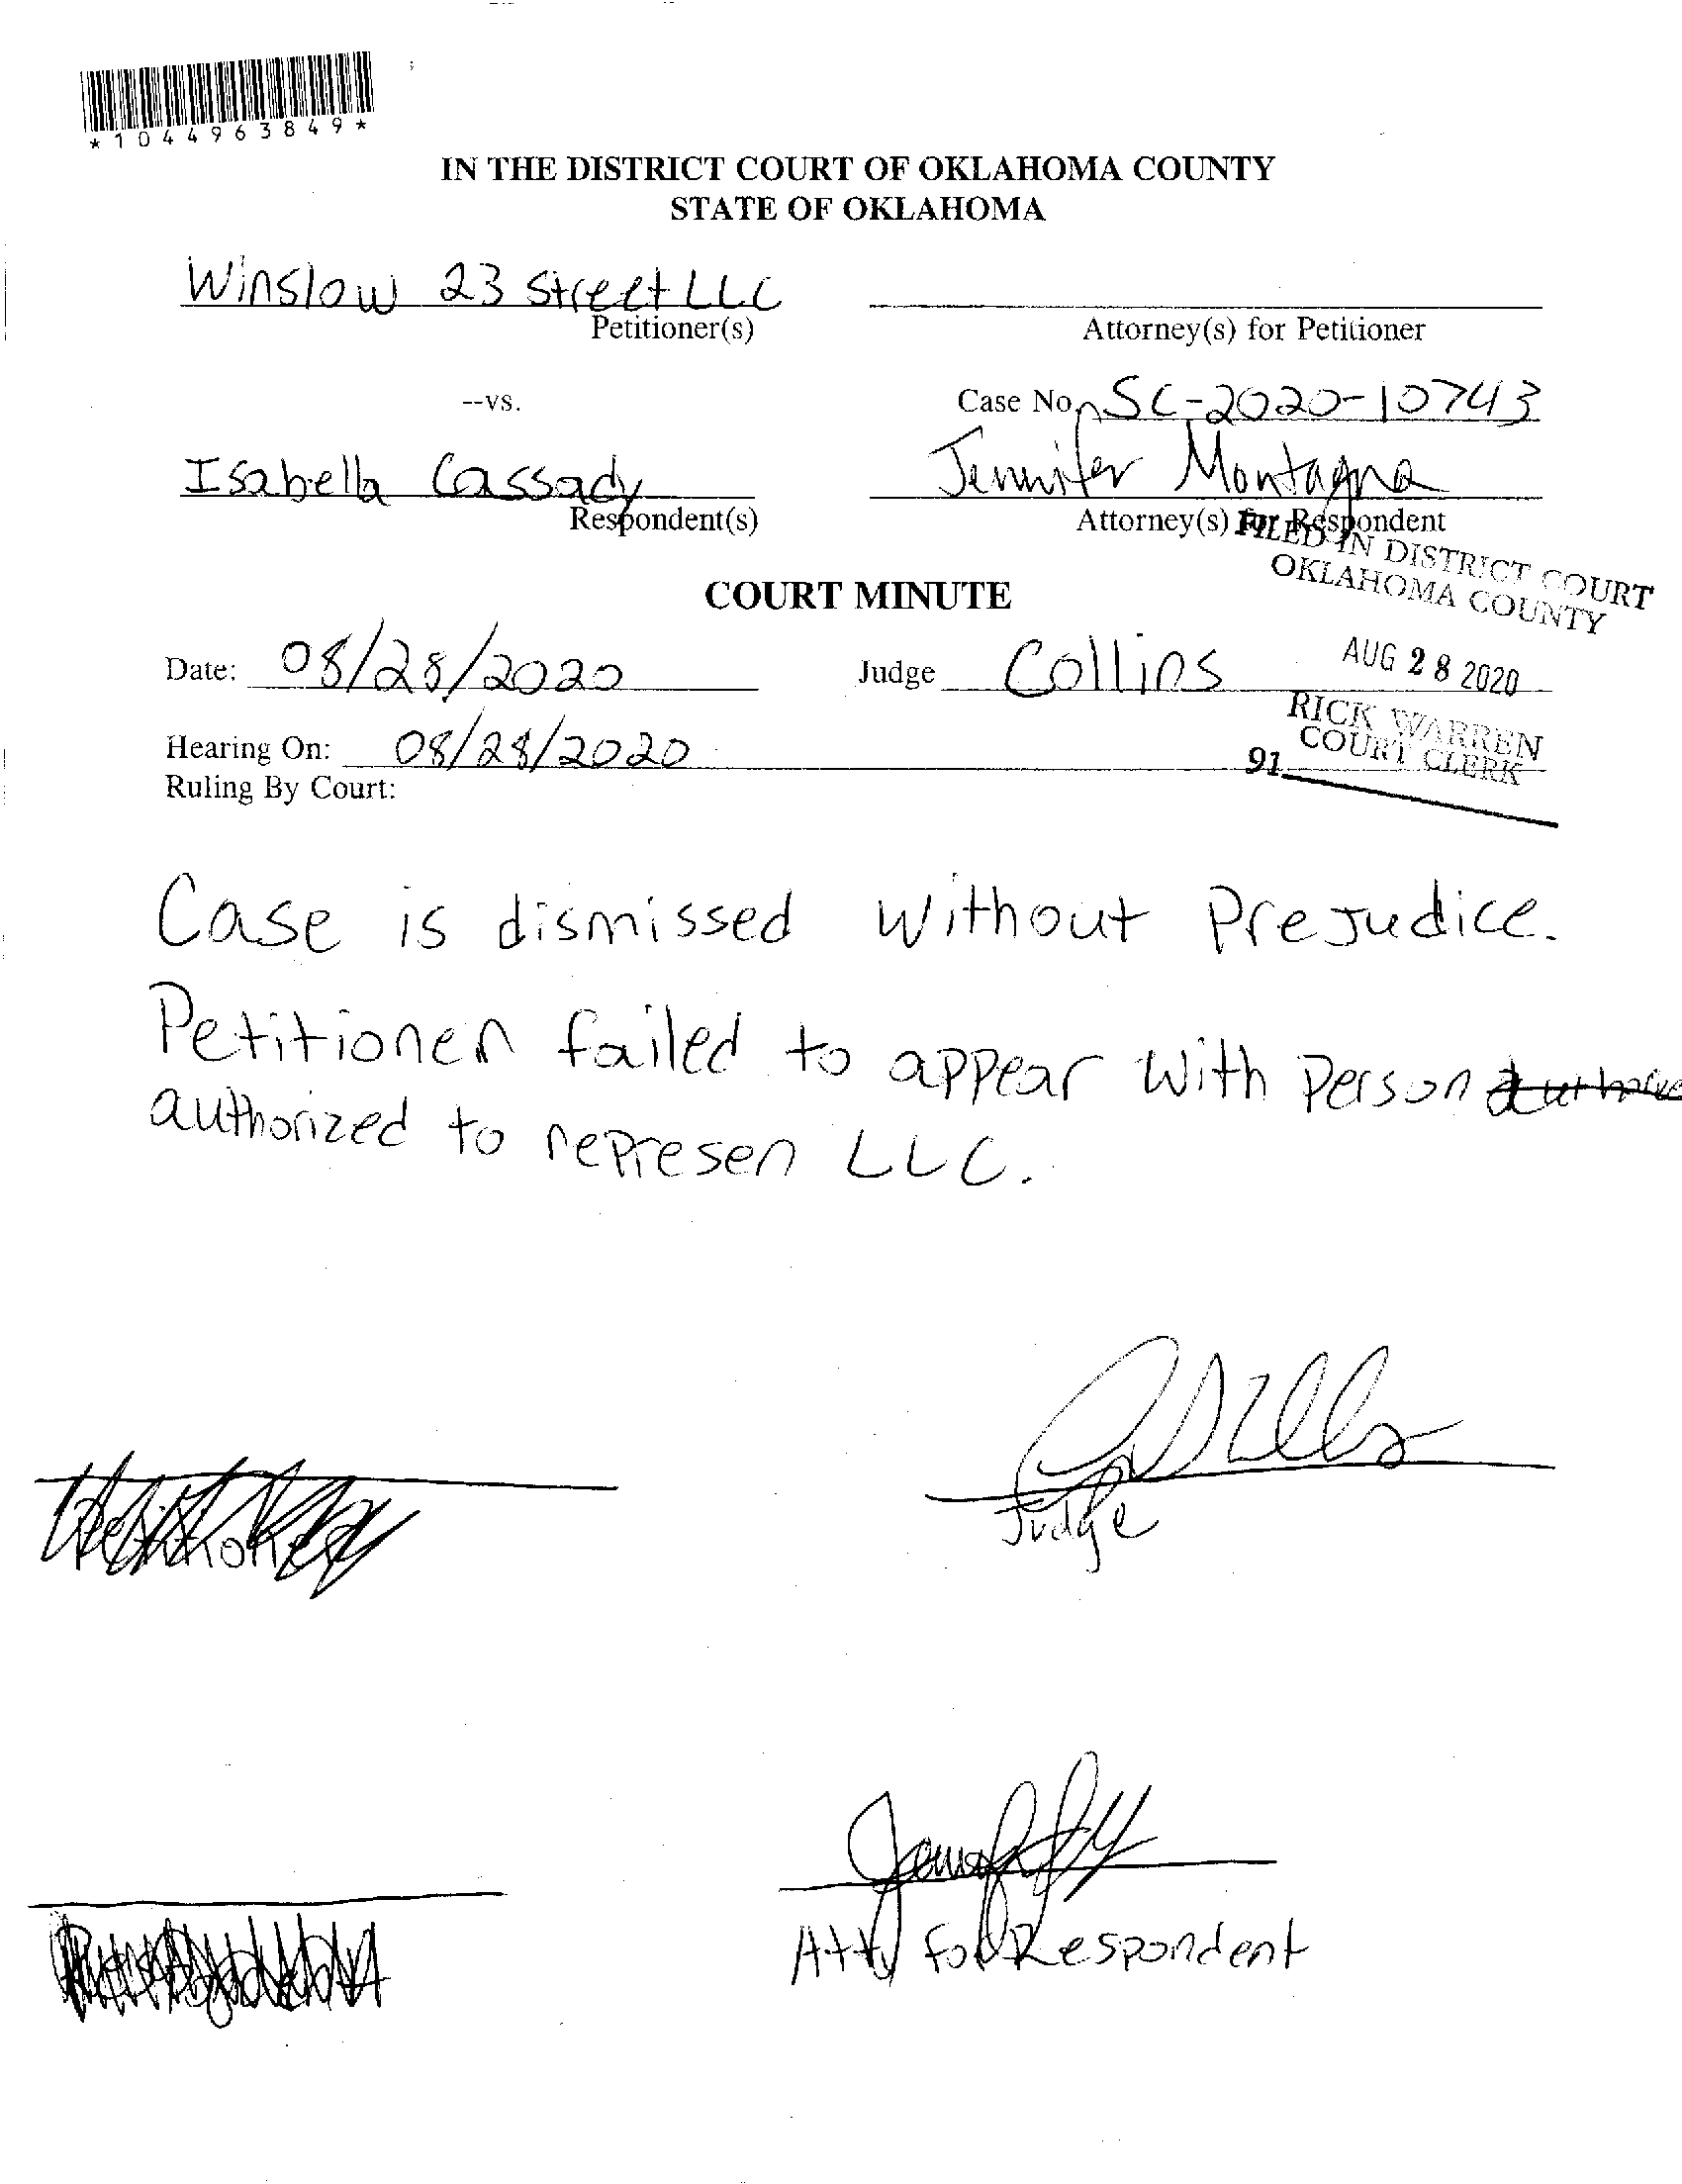 *1044963849*
IN THE DISTRICT COURT OF OKLAHOMA COUNTY
STATE OF OKLAHOMA
Winslow 23 Street LLC
Petitioner(s)
Attorney(s) for Petitioner
--vs.
Case No. SC-2020-10743
Isabella Cassady
Respondent(s)
Jennifer Montagna
Attorney(s) for Respondent
FILED IN DISTRICT COURT
OKLAHOMA COUNTY
COURT MINUTE
Date: 08/28/2020
Judge Collins
AUG 28 2020
RICK WARREN
COURT CLERK
91
Hearing On: 08/28/2020
Ruling By Court:
Case is dismissed without Prejudice.
Petitioner failed to appear with Person
authorized to represen LLC.
Judge
Atty for Respondent